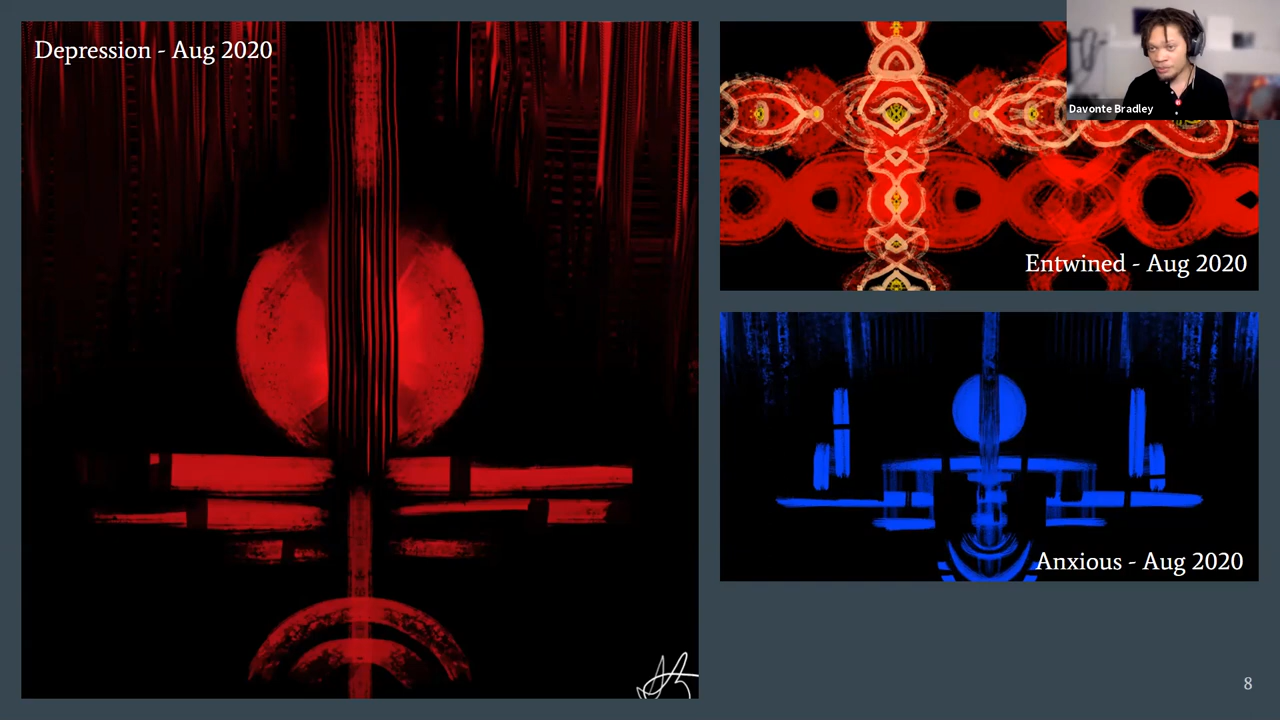 Depression - Aug 2020
Davonte Bradley
Entwined - Aug 2020
Anxious - Aug 2020
8